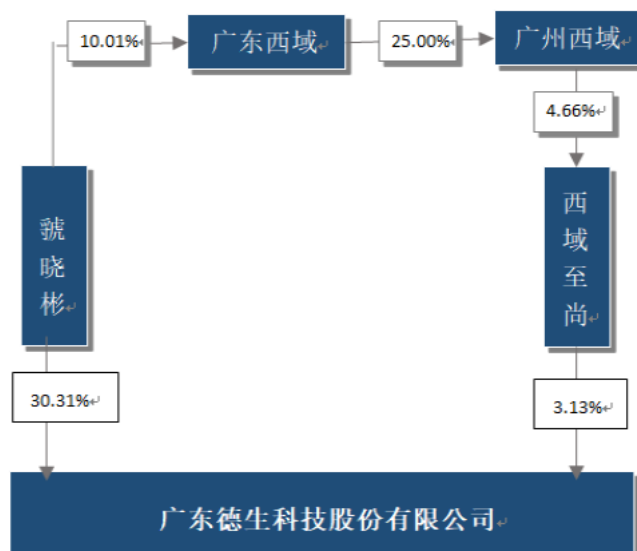 10.01%
广东西域
25.00%
广州西域
4.66%
虢晓彬
西域至尚
30.31%
3.13%
广东德生科技股份有限公司